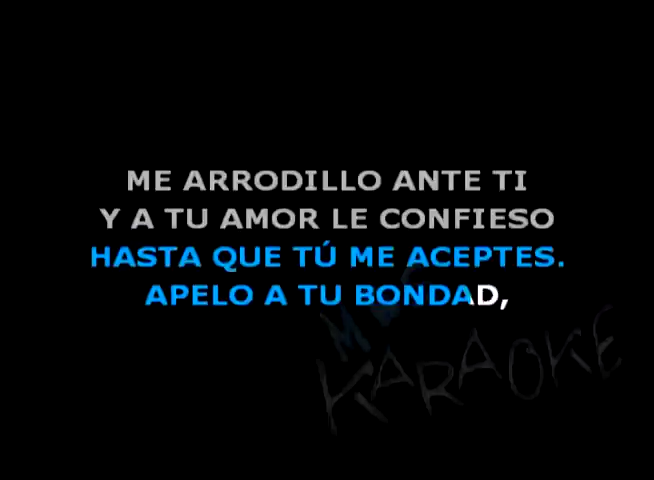 ME ARRODILLO ANTE TI
Y A TU AMOR LE CONFIESO
HASTA QUE TÚ ME ACEPTES.
APELO A TU BONDAD,
KARAOKE